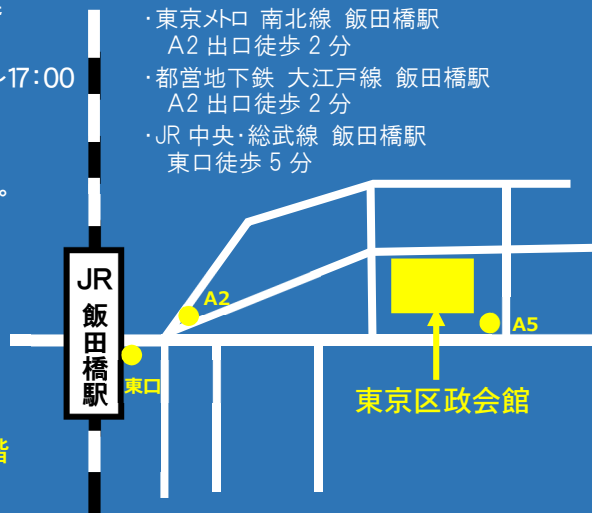 ・東京メトロ 南北線 飯田橋駅
A2 出口徒歩 2 分
17:00
・都営地下鉄 大江戸線 飯田橋駅
A2 出口徒歩 2 分
・JR 中央・総武線 飯田橋駅
東口徒歩 5 分
。
JR
飯田橋駅
A2
A5
東口
東京区政会館
階